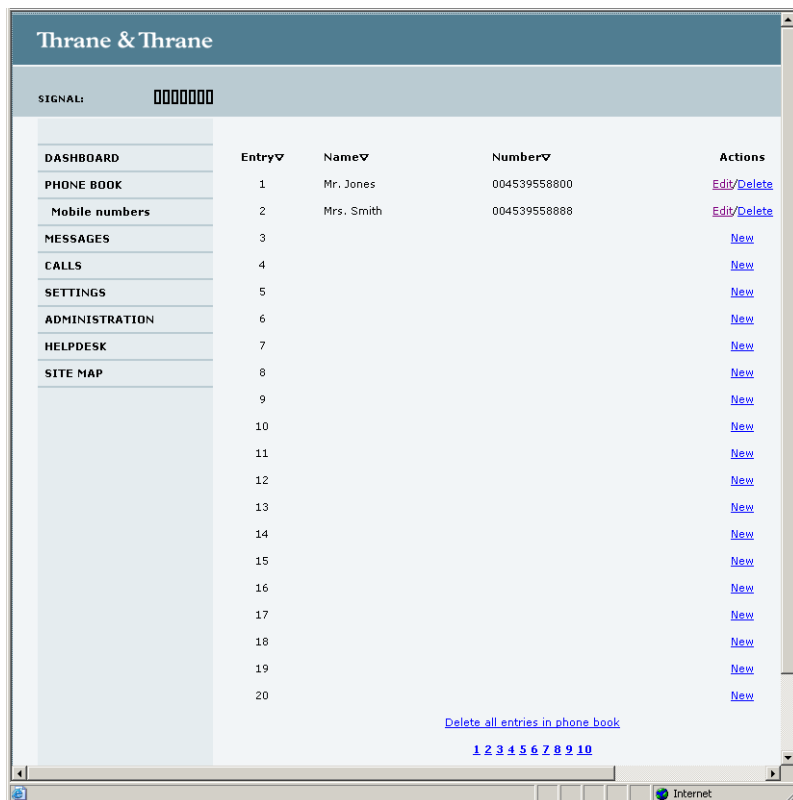 Thrane & Thrane
SIGNAL:
DASHBOARD
PHONE BOOK
Mobile numbers
MESSAGES
CALLS
SETTINGS
ADMINISTRATION
HELPDESK
SITE MAP
Entry Name Number Actions
1 Mr. Jones 004539558800 Edit/Delete
2 Mrs. Smith 004539558888 Edit/Delete
3 New
4 New
5 New
6 New
7 New
8 New
9 New
10 New
11 New
12 New
13 New
14 New
15 New
16 New
17 New
18 New
19 New
20 New
Delete all entries in phone book
1 2 3 4 5 6 7 8 9 10
Internet